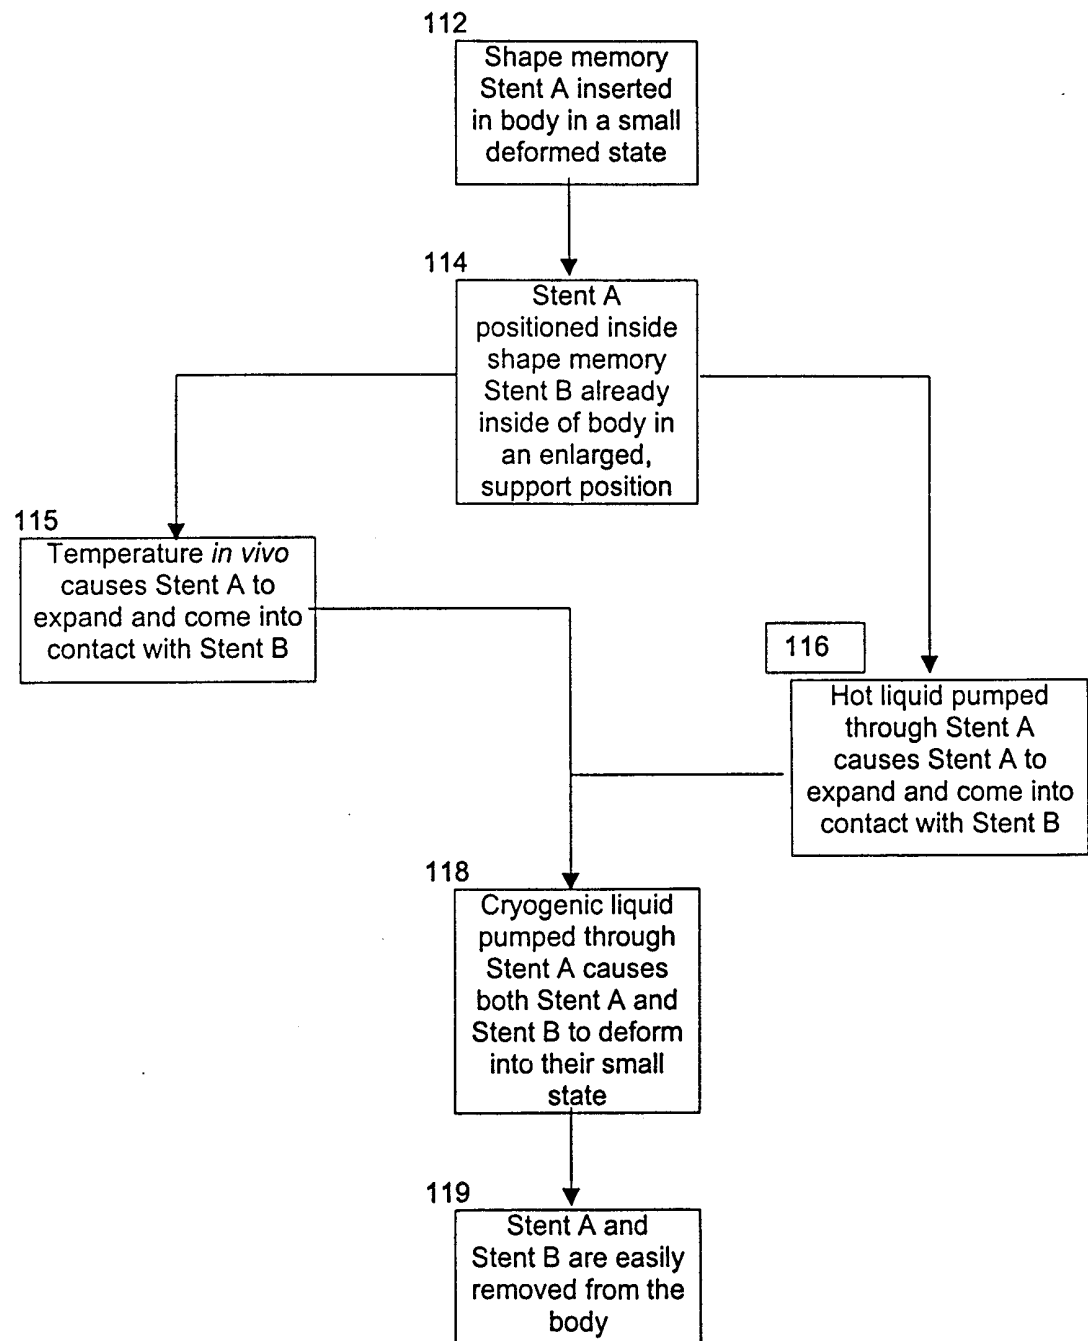 112
Shape memory
Stent A inserted
in body in a small
deformed state
114
Stent A
positioned inside
shape memory
Stent B already
inside of body in
an enlarged,
support position
115
Temperature in vivo
causes Stent A to
expand and come into
contact with Stent B
116
Hot liquid pumped
through Stent A
causes Stent A to
expand and come into
contact with Stent B
118
Cryogenic liquid
pumped through
Stent A causes
both Stent A and
Stent B to deform
into their small
state
119
Stent A and
Stent B are easily
removed from the
body